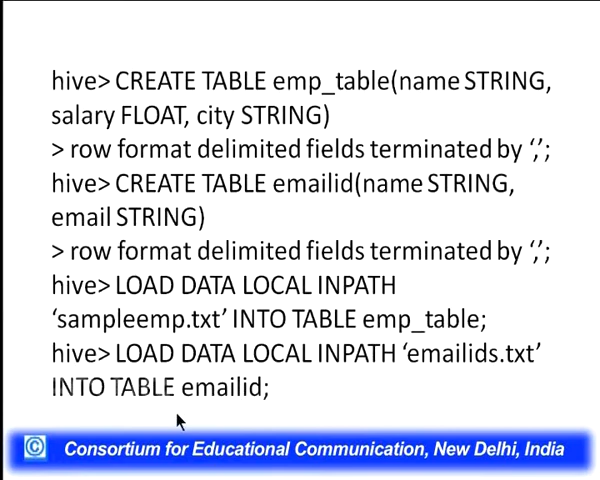 hive> CREATE TABLE emp_table(name STRING,
salary FLOAT, city STRING)
> row format delimited fields terminated by ‘,’;
hive> CREATE TABLE emailid(name STRING,
email STRING)
> row format delimited fields terminated by ‘,’;
hive> LOAD DATA LOCAL INPATH
‘sampleemp.txt’ INTO TABLE emp_table;
hive> LOAD DATA LOCAL INPATH ‘emailids.txt’
INTO TABLE emailid;
© Consortium for Educational Communication, New Delhi, India